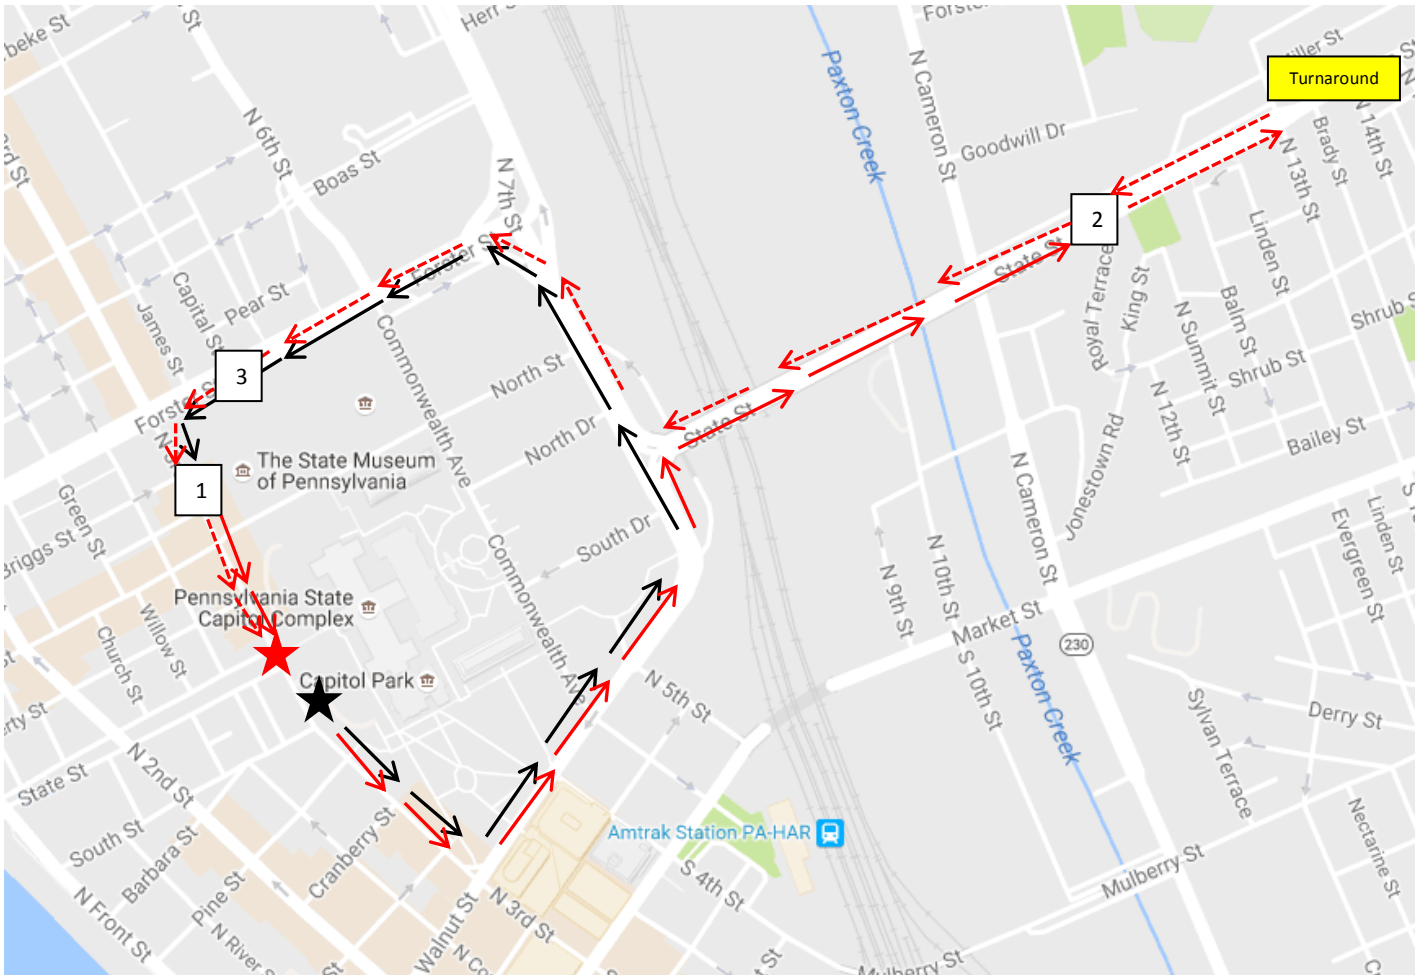 Herr S
Forster
N 6th St
Boas St
N 7th St
Paxton Creek
N Cameron St
Goodwill Dr
Miller St
Turnaround
Brady St
N 14th St
N 13th St
2
State St
Royal Terrace
King St
Linden St
Balm St
N Summit St
Shrub S
Shrub St
N 12th St
Bailey St
Jonestown Rd
Forster S
Pear St
Capital St
James St
Commonwealth Ave
North St
North Dr
State St
3
Forster St
The State Museum
of Pennsylvania
1
Green St
Briggs St
South Dr
Commonwealth Ave
N Cameron St
N 10th St
N 9th St
Market St
230
Evergreen St
Linden St
Pennsylvania State
Capitol Complex
Willow St
Church St
Capitol Park
N 5th St
S 10th St
Paxton Creek
Sylvan Terrace
Derry St
State St
N 2nd St
South St
Barbara St
Cranberry St
Pine St
N Front St
N River S
Walnut St
N 3rd St
Amtrak Station PA-HAR
S 4th St
Mulberry St
Mulberry St
Nectarine St